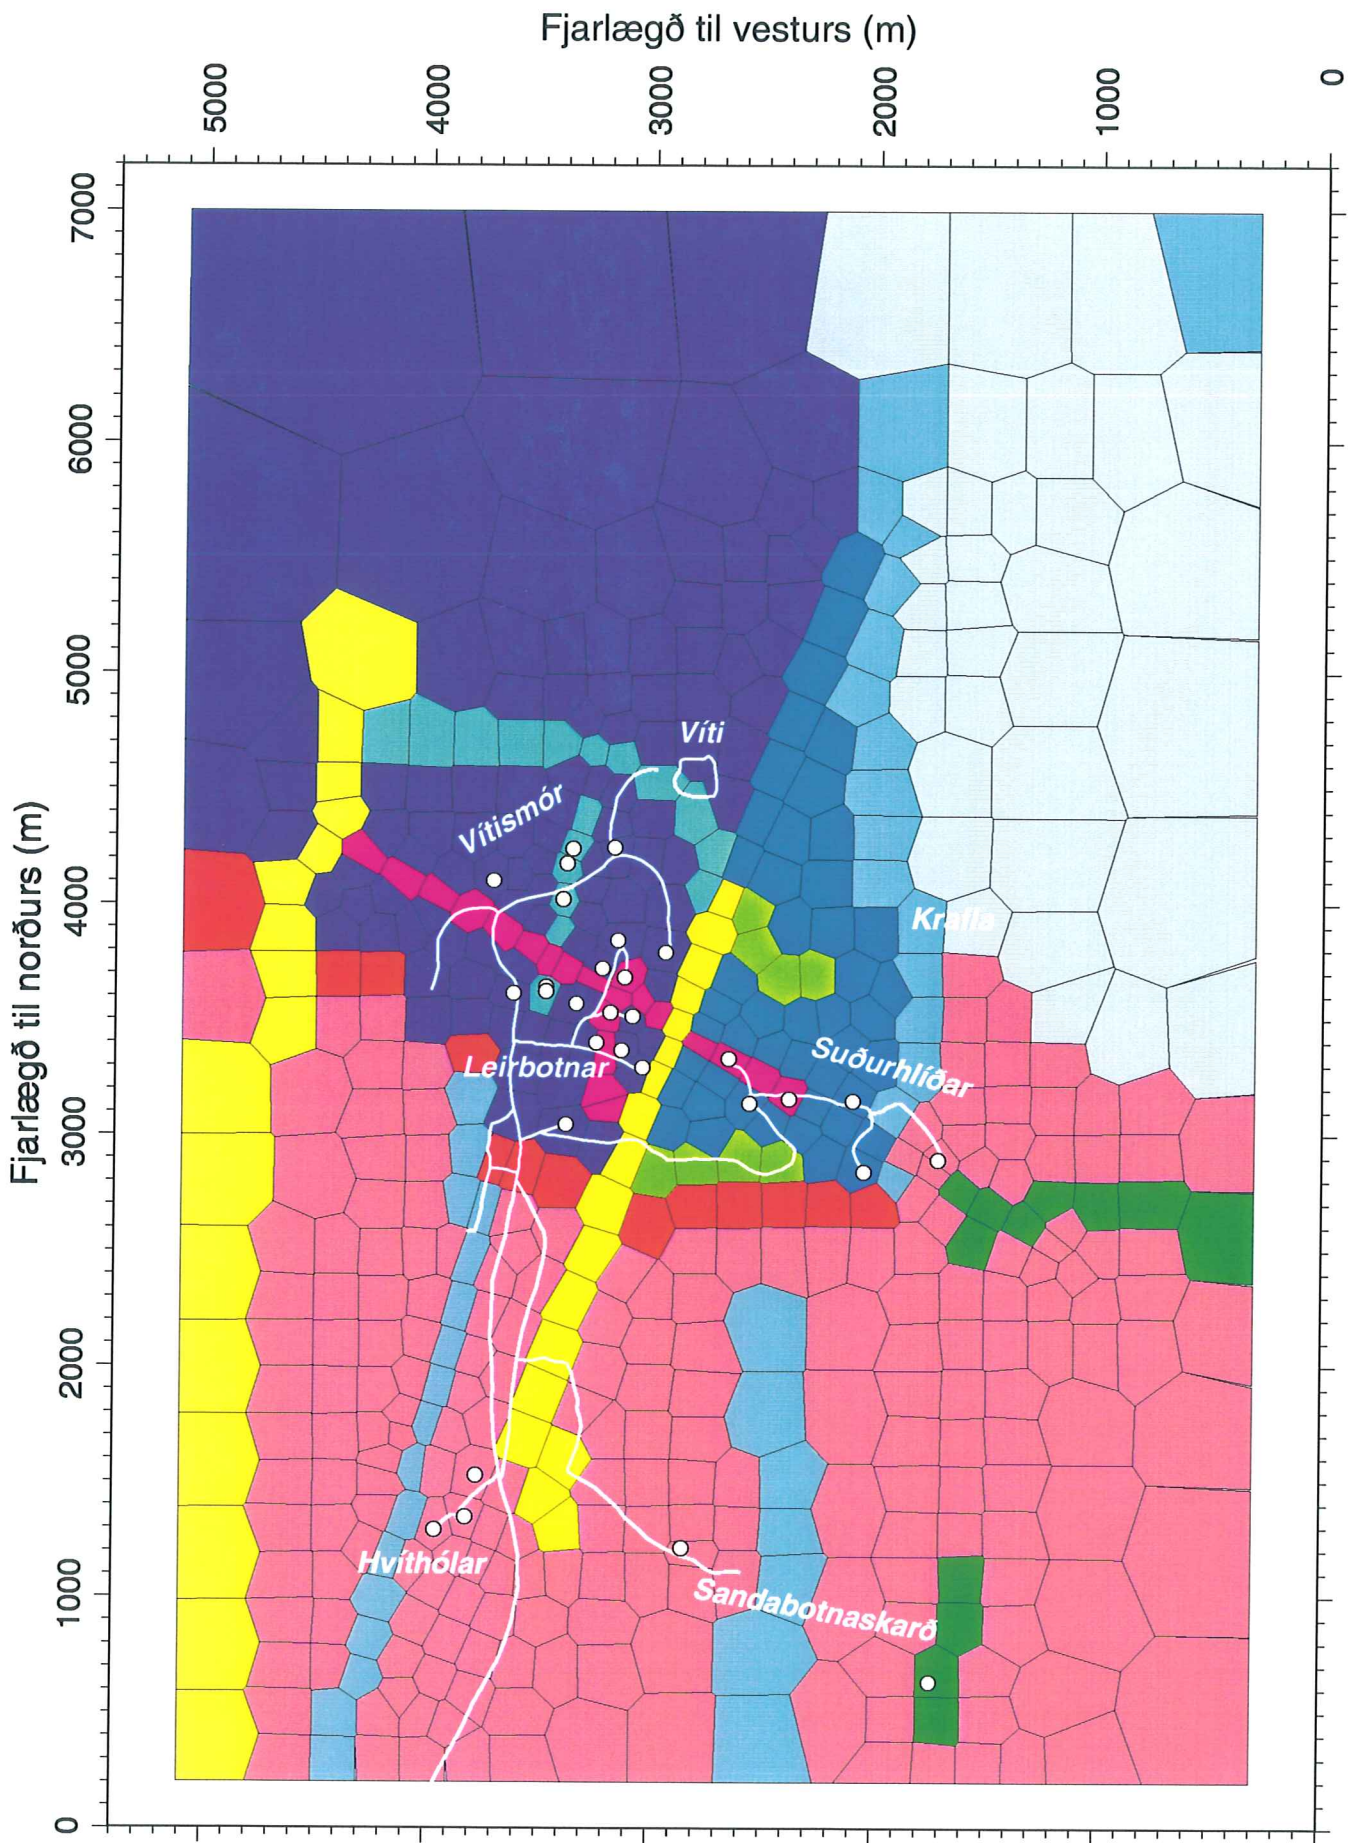 Fjarlægð til vesturs (m)
5000
4000
3000
2000
1000
0
Fjarlægð til norðurs (m)
7000
6000
5000
4000
3000
2000
1000
0
Víti
Vítismór
Krafla
Suðurhlíðar
Leirbotnar
Hvíthólar
Sandabotnaskarð